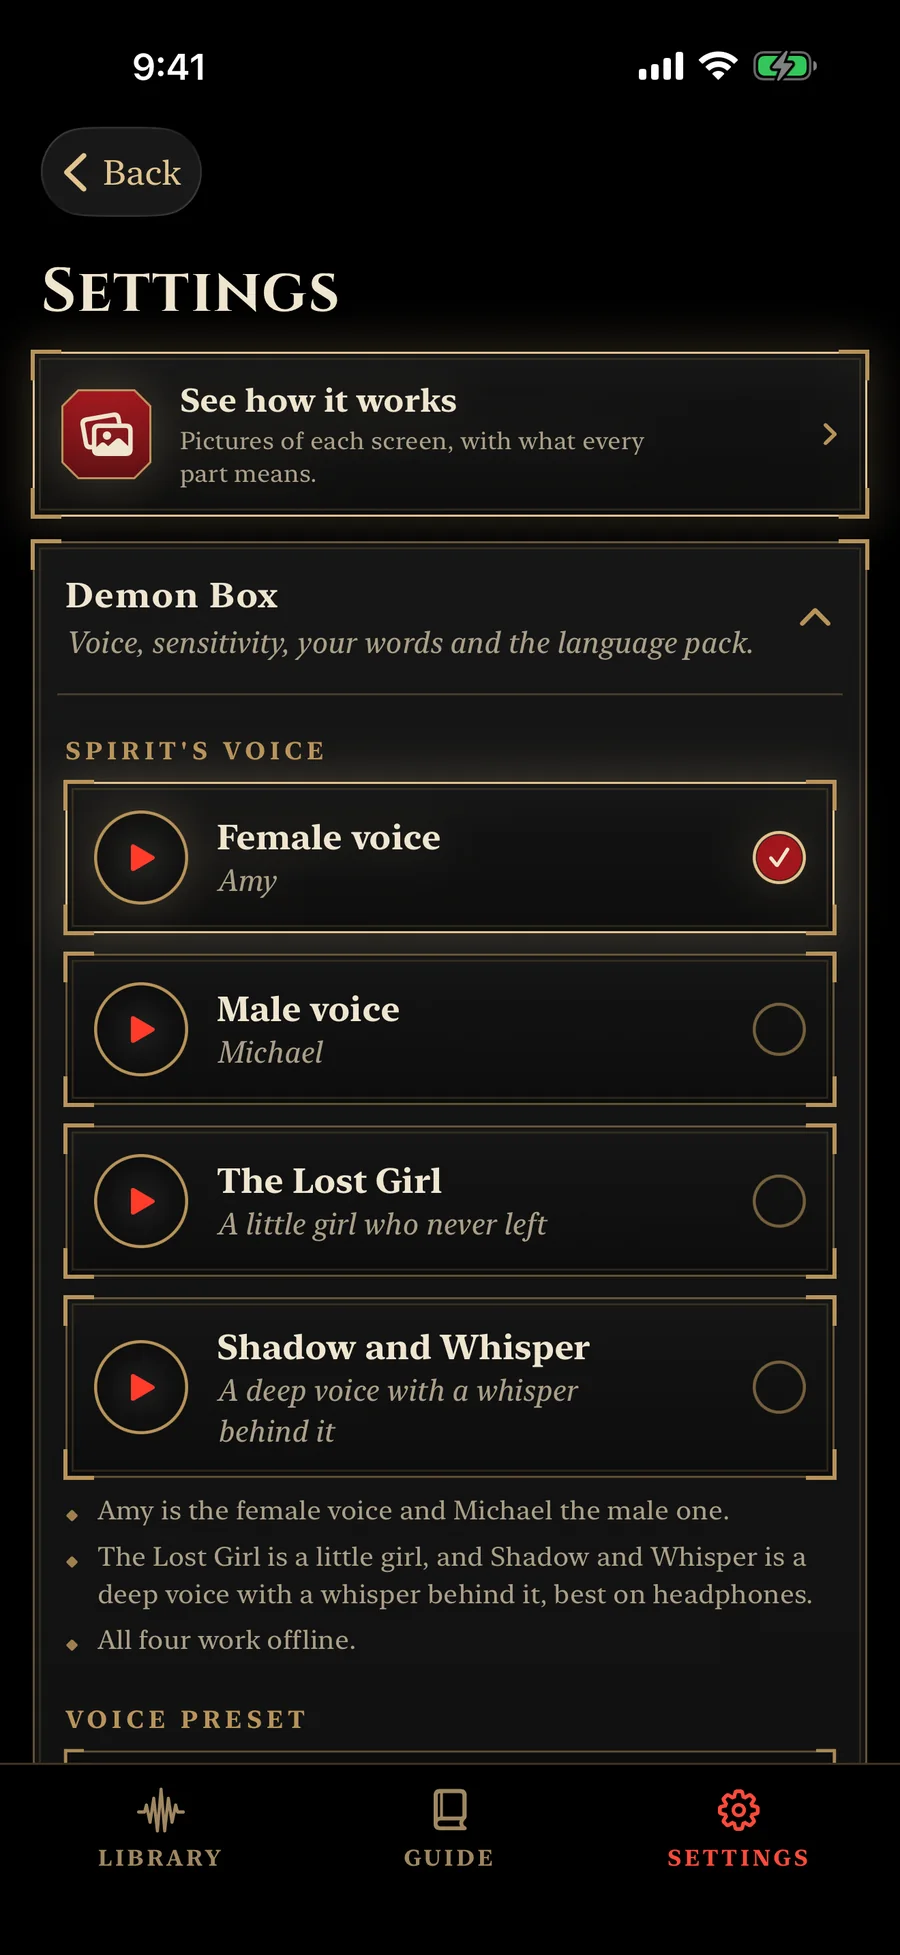 9:41
Back
Settings
See how it works
Pictures of each screen, with what every
part means.
Demon Box
Voice, sensitivity, your words and the language pack.
SPIRIT'S VOICE
Female voice
Amy
Male voice
Michael
The Lost Girl
A little girl who never left
Shadow and Whisper
A deep voice with a whisper
behind it
Amy is the female voice and Michael the male one.
The Lost Girl is a little girl, and Shadow and Whisper is a
deep voice with a whisper behind it, best on headphones.
All four work offline.
VOICE PRESET
LIBRARY
GUIDE
SETTINGS